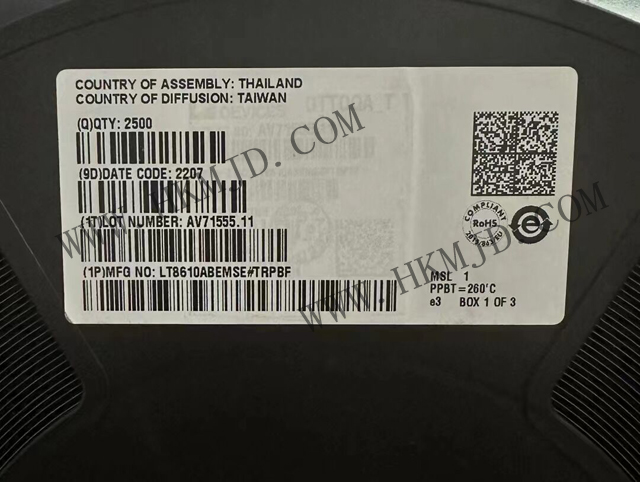 COUNTRY OF ASSEMBLY: THAILAND
COUNTRY OF DIFFUSION: TAIWAN
(Q)QTY: 2500
(9D)DATE CODE: 2207
(1T)LOT NUMBER: AV71555.11
(1P)MFG NO: LT8610ABEMSE#TRPBF
COMPLIANT
RoHS
e
MSL 1
PPBT=260'C
e3 BOX 1 OF 3
WWW.HKMJD.COM
WWW.HKMJD.COM